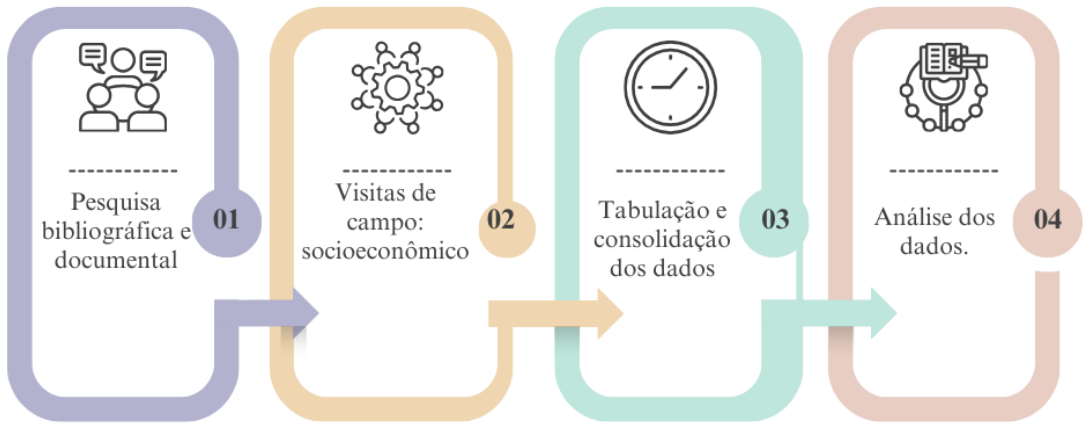 Pesquisa
bibliográfica e
documental
01
Visitas de
campo:
socioeconômico
02
Tabulação e
consolidação
dos dados
03
Análise dos
dados.
04